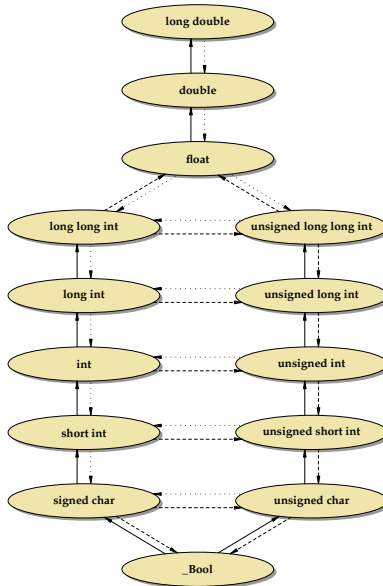 long double
double
float
long long int
unsigned long long int
long int
unsigned long int
int
unsigned int
short int
unsigned short int
signed char
unsigned char
_Bool